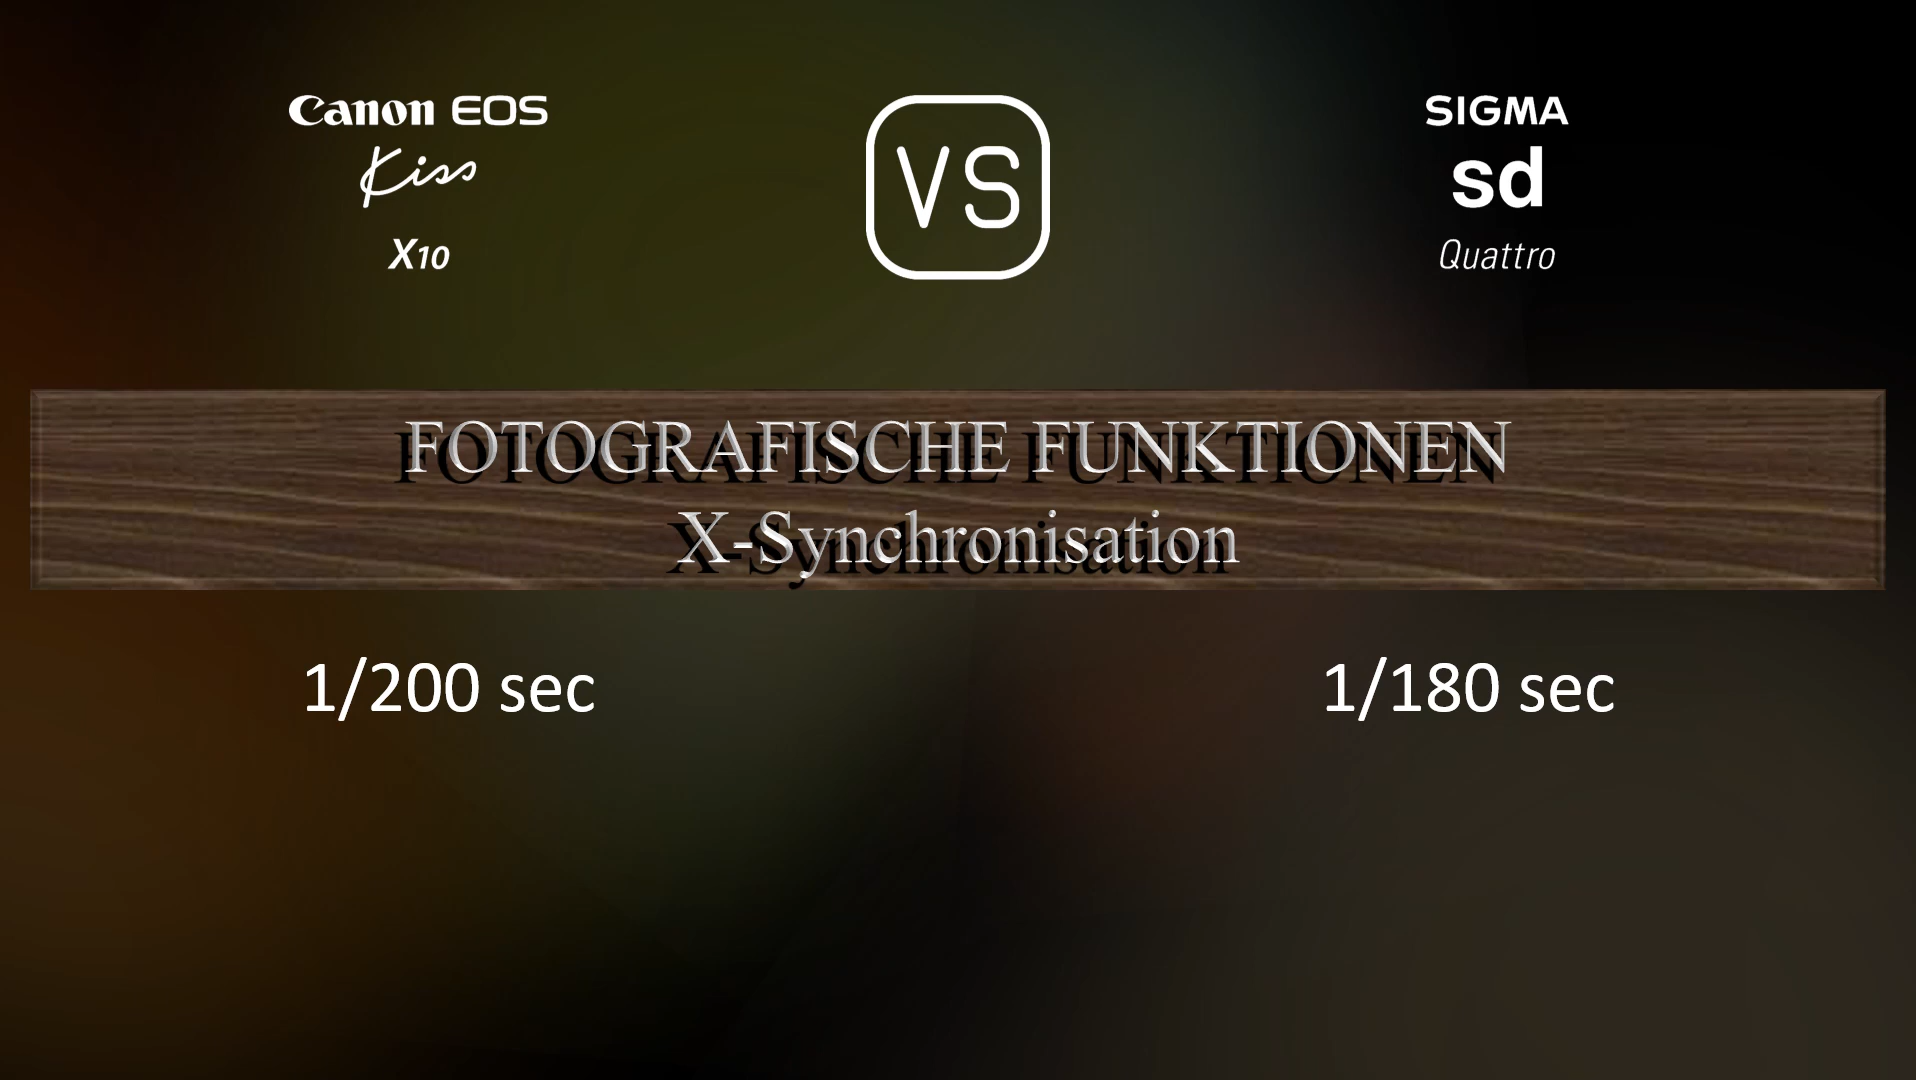 Canon EOS
Kiss
X10
VS
SIGMA
sd
Quattro
FOTOGRAFISCHE FUNKTIONEN
X-Synchronisation
1/200 sec
1/180 sec